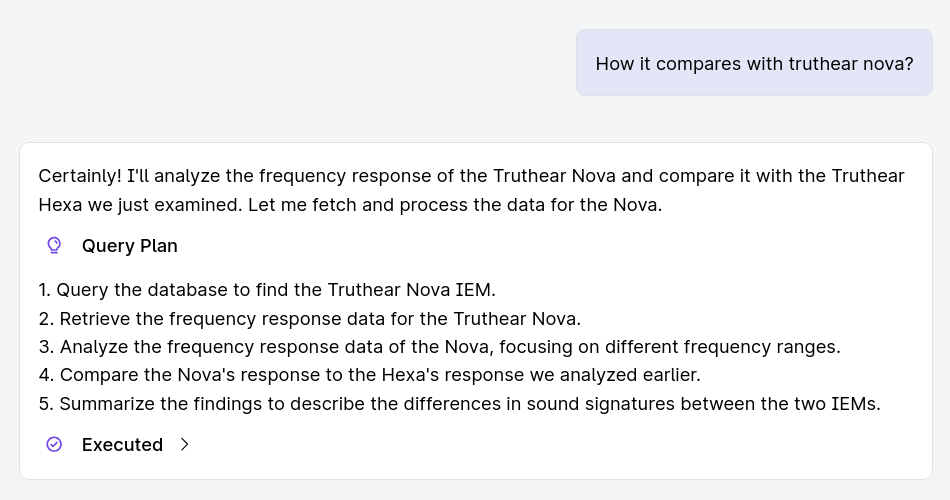 How it compares with truthear nova?
Certainly! I'll analyze the frequency response of the Truthear Nova and compare it with the Truthear
Hexa we just examined. Let me fetch and process the data for the Nova.
Query Plan
1. Query the database to find the Truthear Nova IEM.
2. Retrieve the frequency response data for the Truthear Nova.
3. Analyze the frequency response data of the Nova, focusing on different frequency ranges.
4. Compare the Nova's response to the Hexa's response we analyzed earlier.
5. Summarize the findings to describe the differences in sound signatures between the two IEMs.
Executed